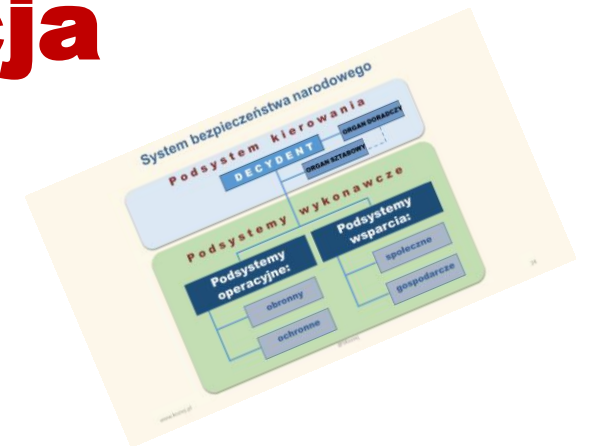 cja
System bezpieczeństwa narodowego
Podsystem kierowania
DECYDENT
ORGAN DORADCZY
ORGAN SZTABOWY
Podsystemy wykonawcze
Podsystemy
operacyjne:
obronny
ochronne
Podsystemy
wsparcia:
społeczne
gospodarcze